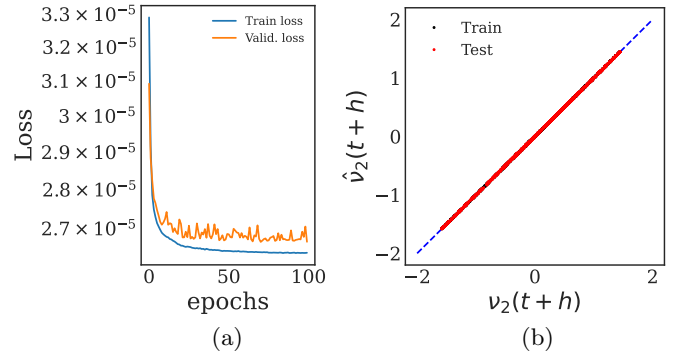 3.3 × 10⁻⁵
3.2 × 10⁻⁵
3.1 × 10⁻⁵
3 × 10⁻⁵
2.9 × 10⁻⁵
2.8 × 10⁻⁵
2.7 × 10⁻⁵
Loss
Train loss
Valid. loss
0 50 100
epochs
(a)
2
1
0
−1
−2
ν̂₂(t + h)
Train
Test
−2 0 2
ν₂(t + h)
(b)